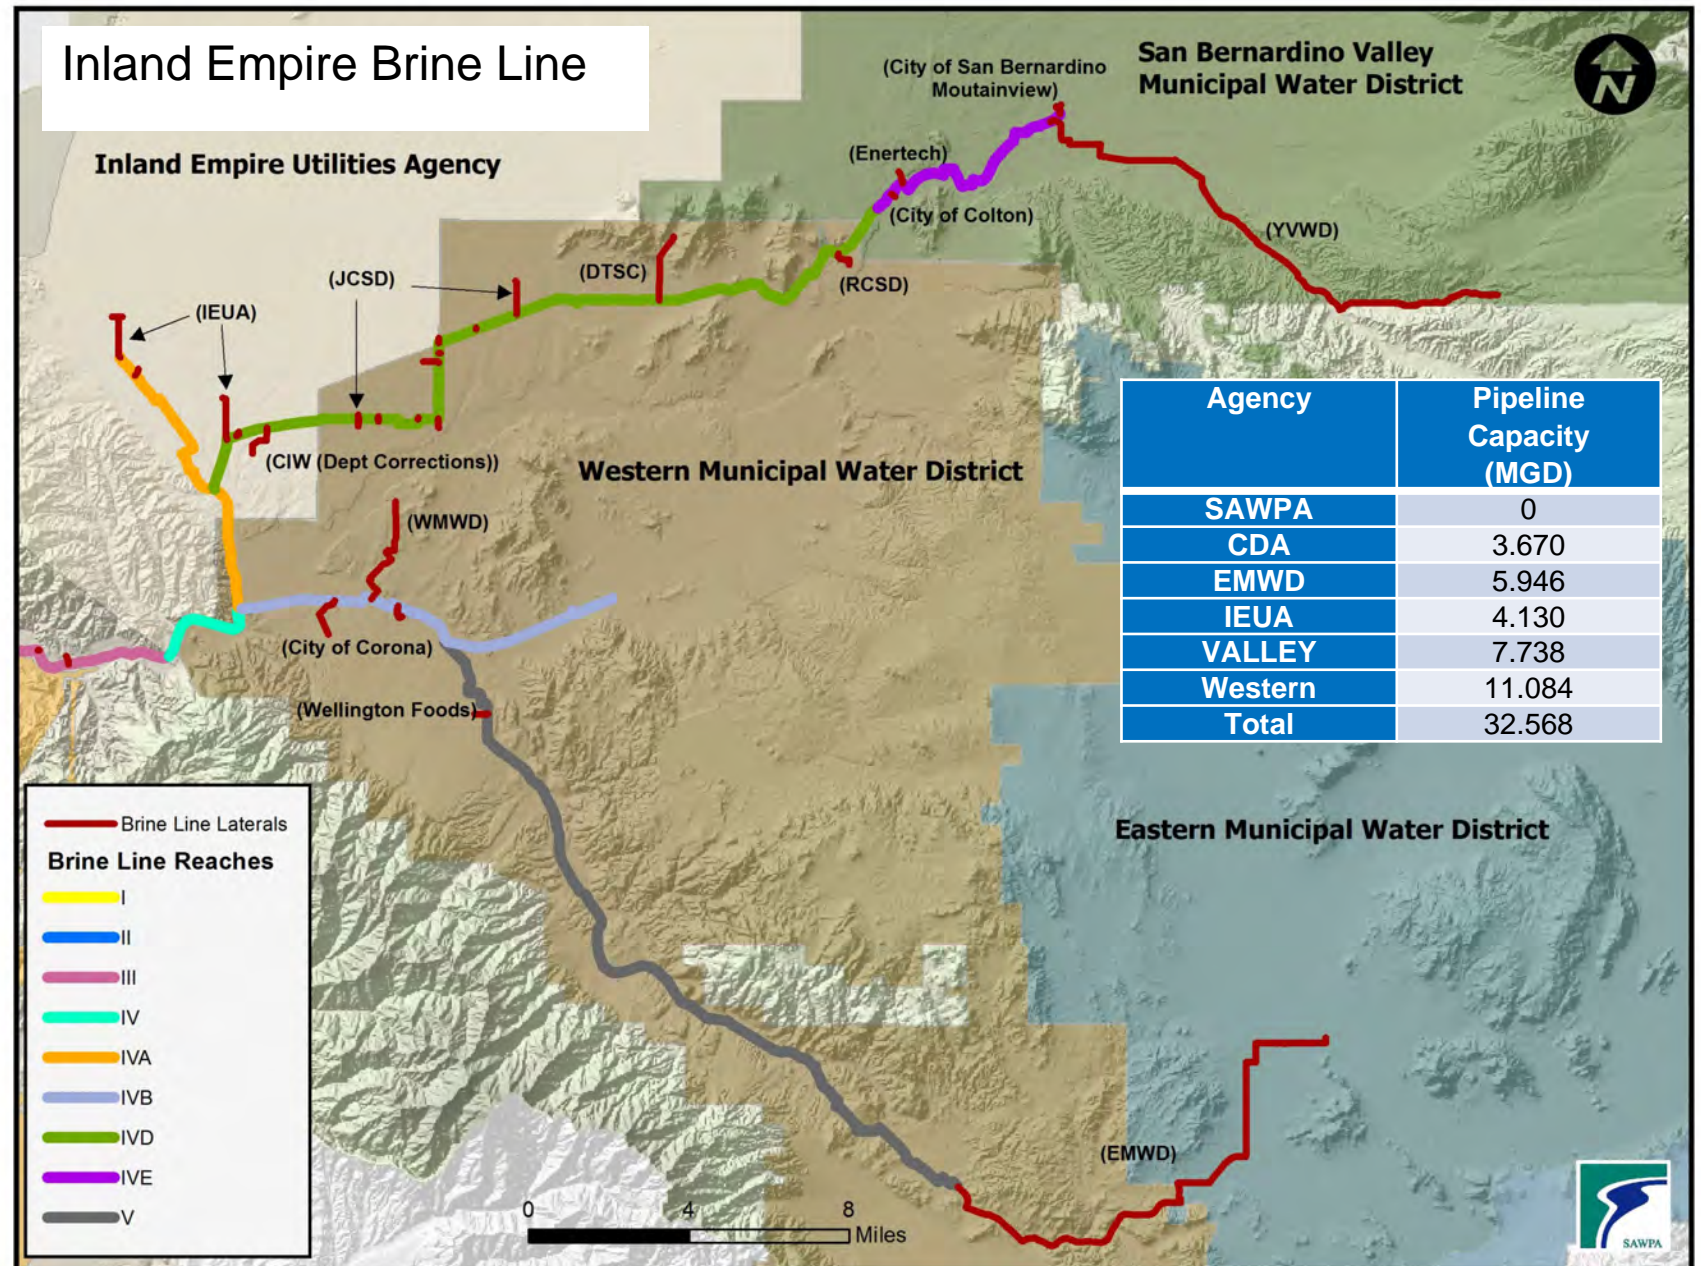 Inland Empire Brine Line
San Bernardino Valley
Municipal Water District
N
(City of San Bernardino
Moutainview)
Inland Empire Utilities Agency
(Enertech)
(City of Colton)
(YVWD)
(JCSD)
(DTSC)
(RCSD)
(IEUA)
(CIW (Dept Corrections))
Western Municipal Water District
(WMWD)
(City of Corona)
(Wellington Foods)
Agency Pipeline
Capacity
(MGD)
SAWPA 0
CDA 3.670
EMWD 5.946
IEUA 4.130
VALLEY 7.738
Western 11.084
Total 32.568
Eastern Municipal Water District
(EMWD)
Brine Line Laterals
Brine Line Reaches
I
II
III
IV
IVA
IVB
IVD
IVE
V
0 4 8
Miles
SAWPA